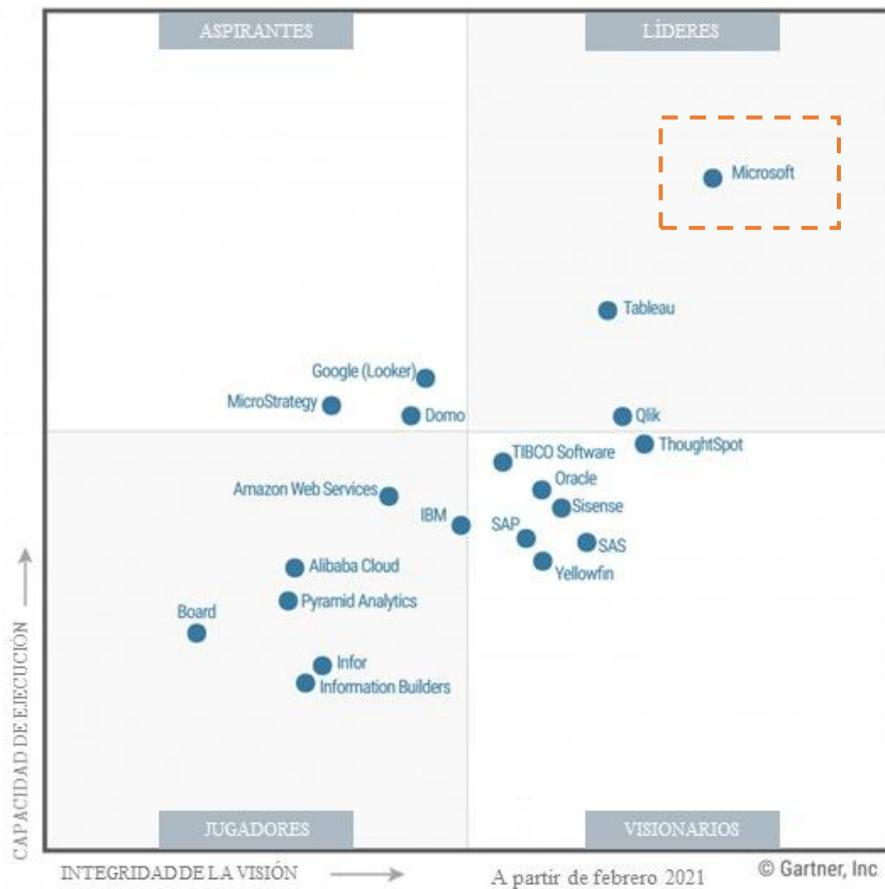 ASPIRANTES
LÍDERES
Microsoft
Tableau
Google (Looker)
MicroStrategy
Domo
Qlik
ThoughtSpot
TIBCO Software
Amazon Web Services
Oracle
Sisense
IBM
SAP
SAS
Yellowfin
Alibaba Cloud
Pyramid Analytics
Board
Infor
Information Builders
CAPACIDAD DE EJECUCIÓN
JUGADORES
VISIONARIOS
INTEGRIDAD DE LA VISIÓN
A partir de febrero 2021
© Gartner, Inc